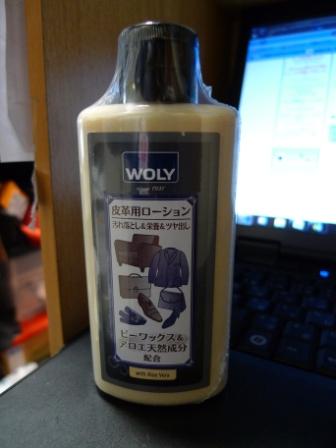 WOLY
since 1931
皮革用ローション
汚れ落とし&栄養&ツヤ出し
ビーワックス&
アロエ天然成分
配合
with Aloe Vera